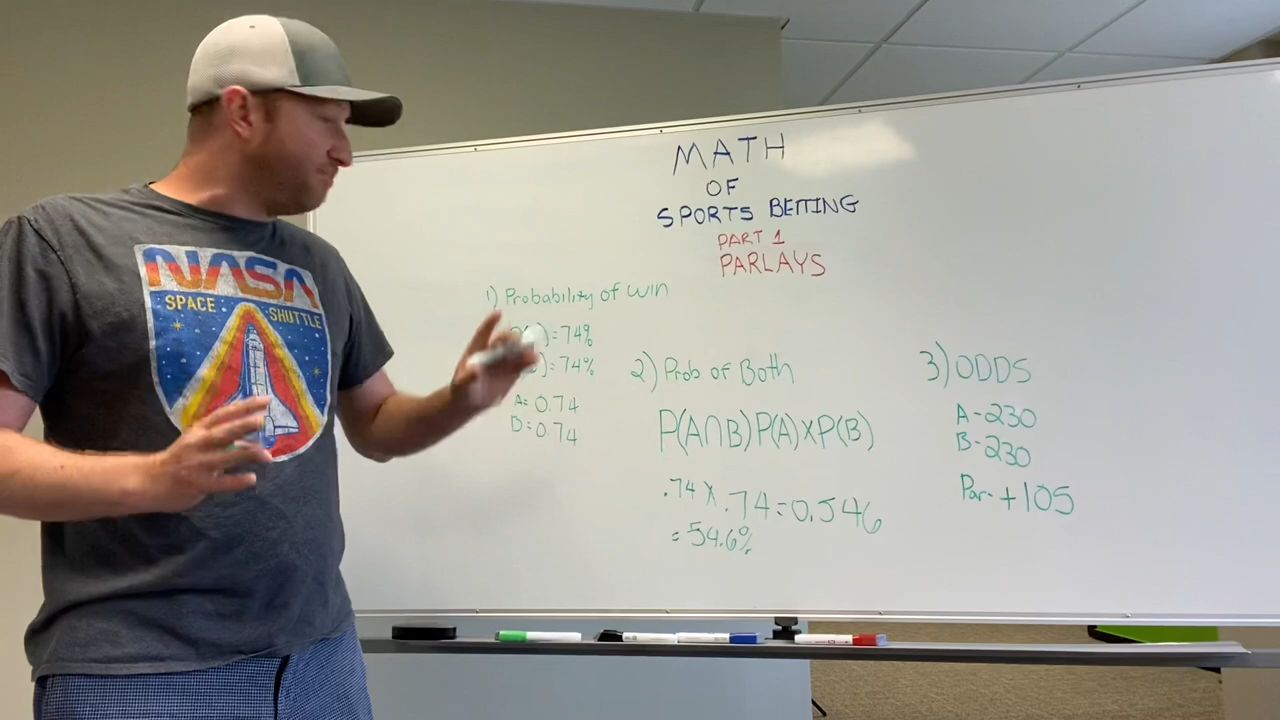 MATH
OF
SPORTS BETTING
PART 1
PARLAYS
NASA
SPACE SHUTTLE
1) Probability of win
)=74%
)=74%
A=0.74
B=0.74
2) Prob. of Both
P(A∩B)P(A)XP(B)
.74 X .74=0.546
=54.6%
3) ODDS
A-230
B-230
Par-+105